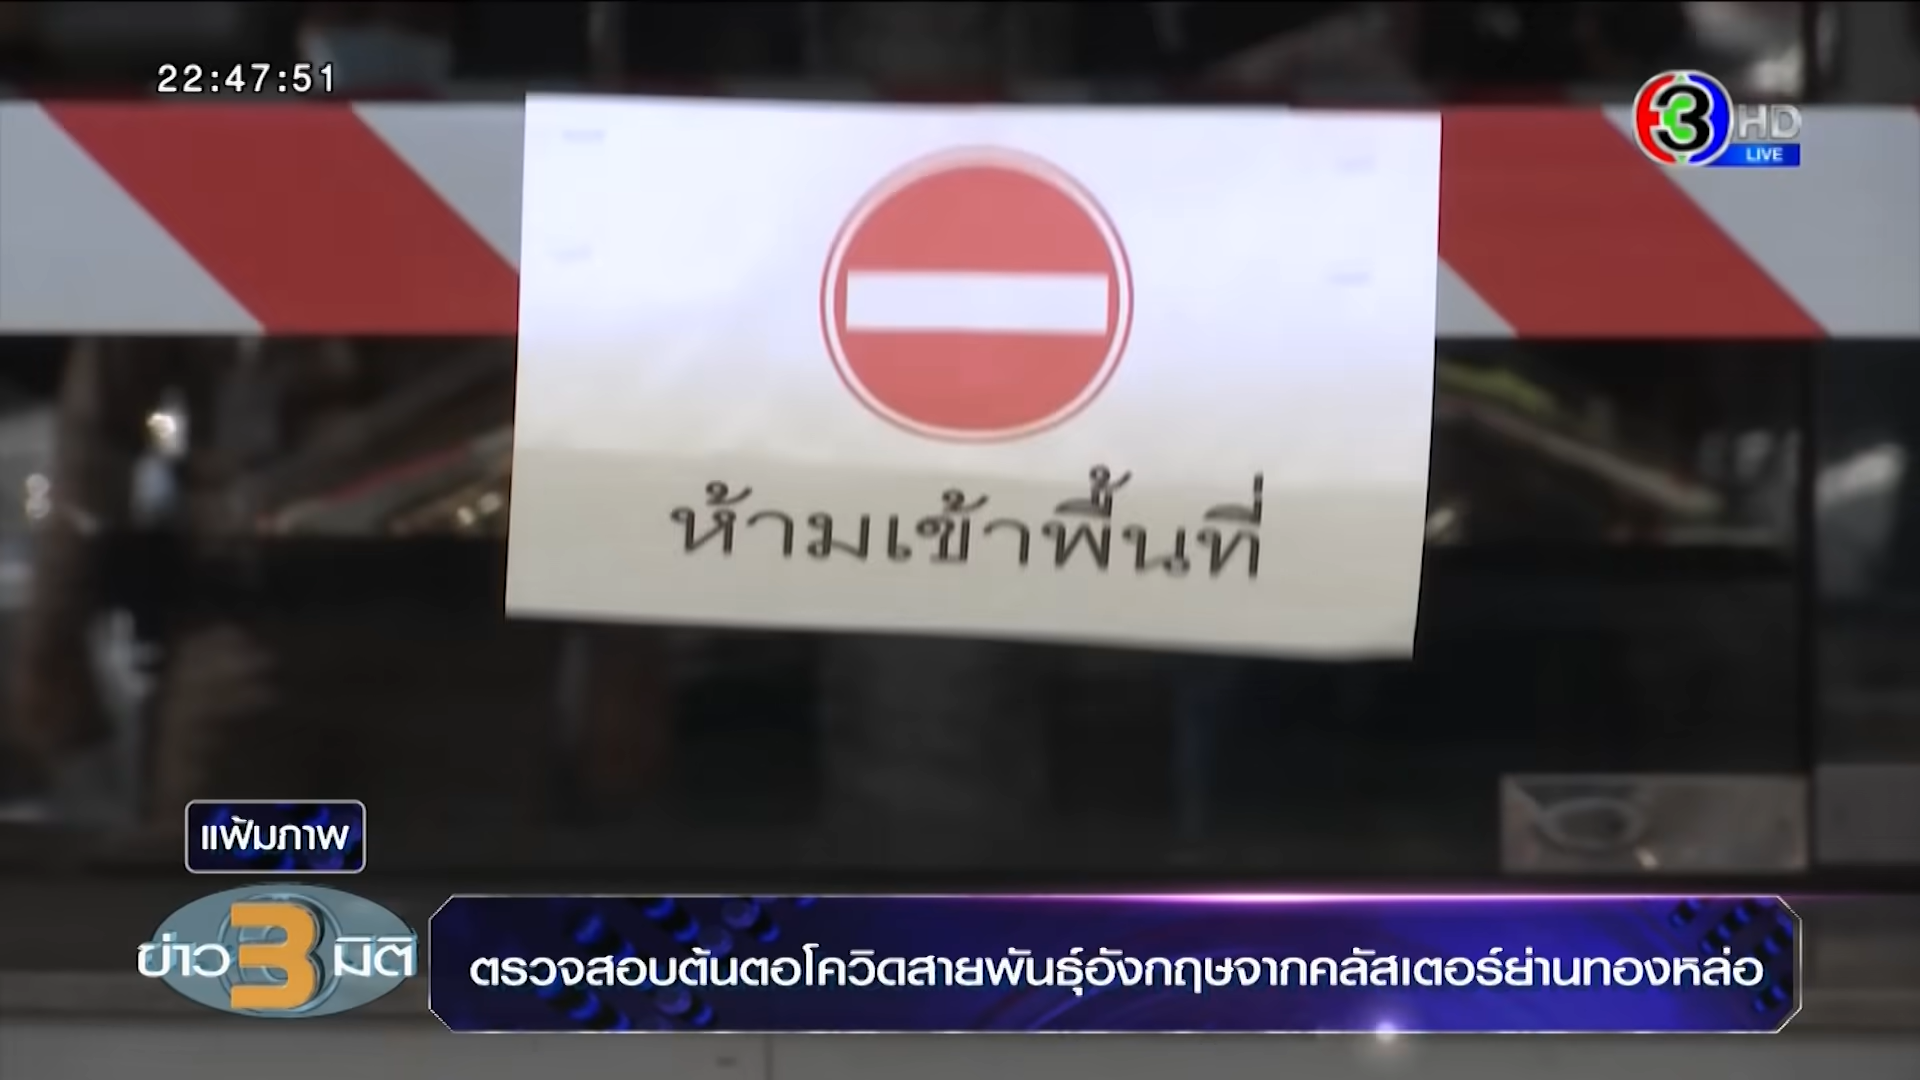 22:47:51
3 HD
LIVE
ห้ามเข้าพื้นที่
แฟ้มภาพ
ข่าว 3 มิติ
ตรวจสอบต้นตอโควิดสายพันธุ์อังกฤษจากคลัสเตอร์ย่านทองหล่อ